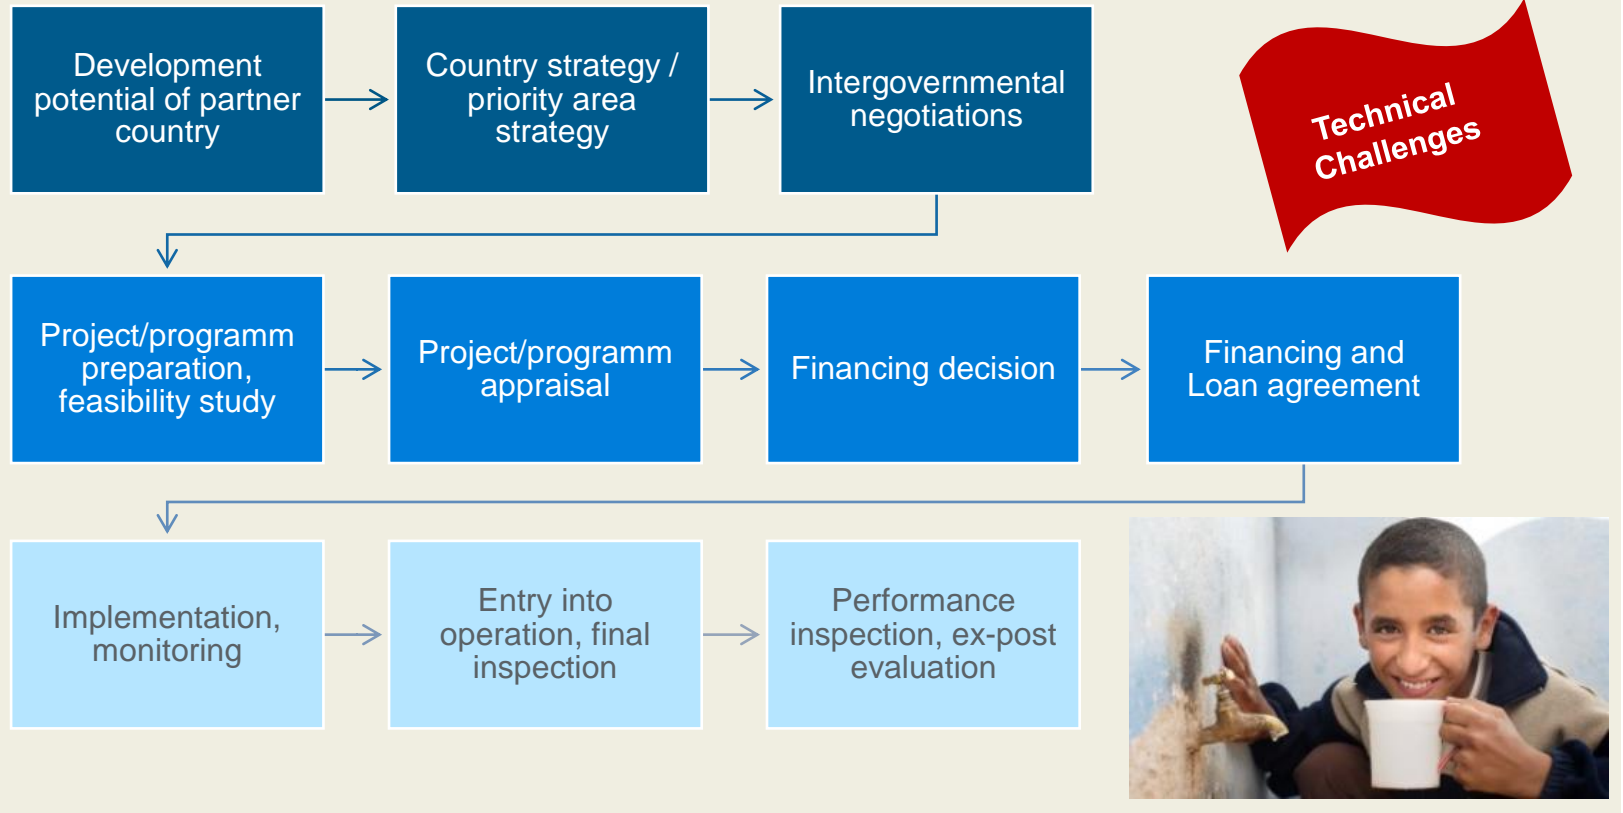 Development
potential of partner
country
Country strategy /
priority area
strategy
Intergovernmental
negotiations
Technical
Challenges
Project/programm
preparation,
feasibility study
Project/programm
appraisal
Financing decision
Financing and
Loan agreement
Implementation,
monitoring
Entry into
operation, final
inspection
Performance
inspection, ex-post
evaluation